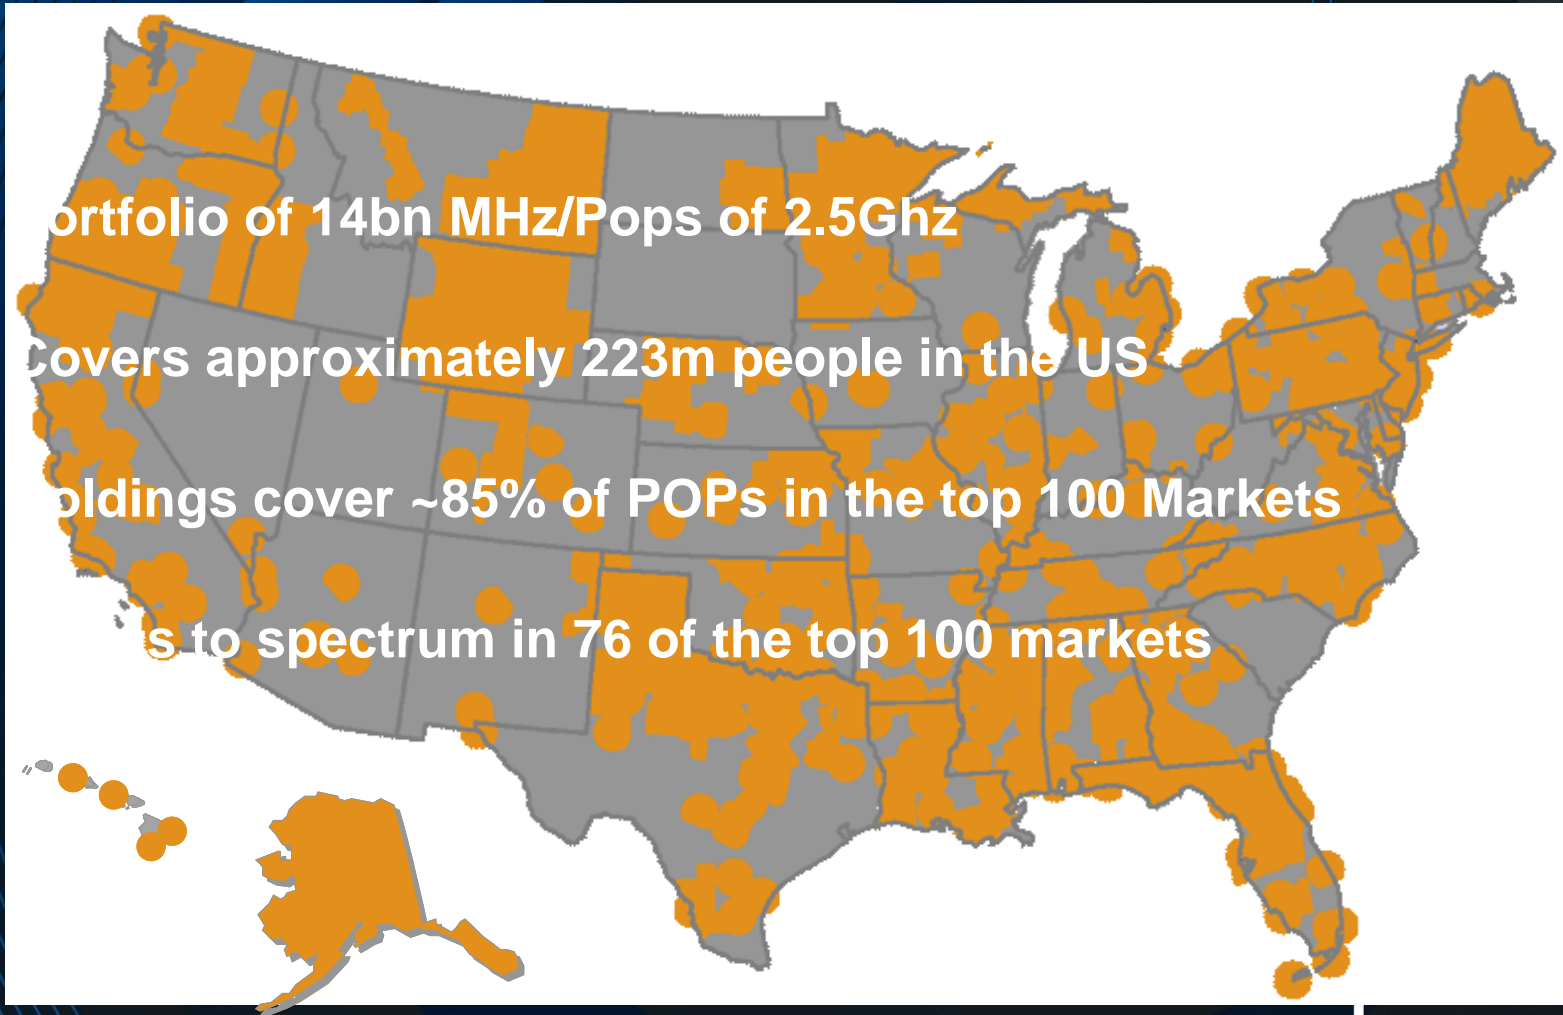 ortfolio of 14bn MHz/Pops of 2.5Ghz
Covers approximately 223m people in the US
oldings cover ~85% of POPs in the top 100 Markets
s to spectrum in 76 of the top 100 markets